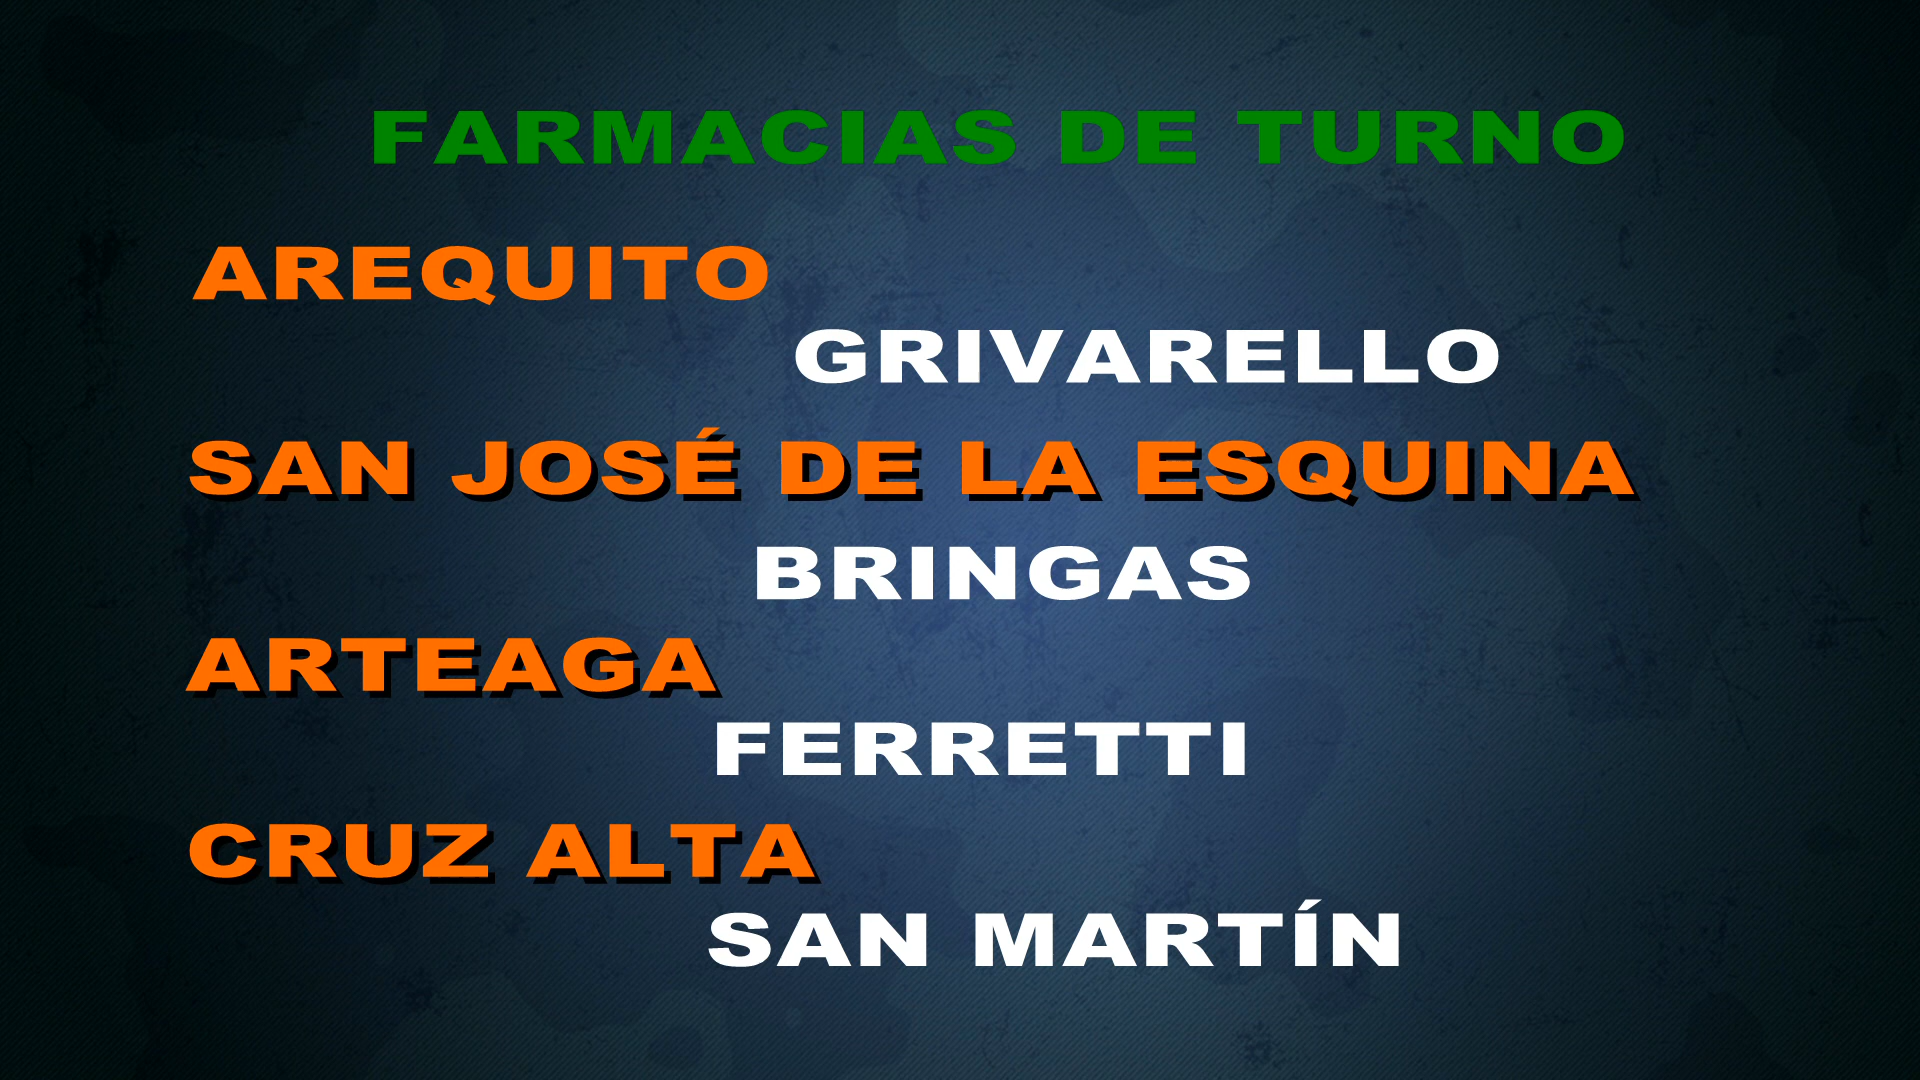 FARMACIAS DE TURNO
AREQUITO
GRIVARELLO
SAN JOSÉ DE LA ESQUINA
BRINGAS
ARTEAGA
FERRETTI
CRUZ ALTA
SAN MARTÍN